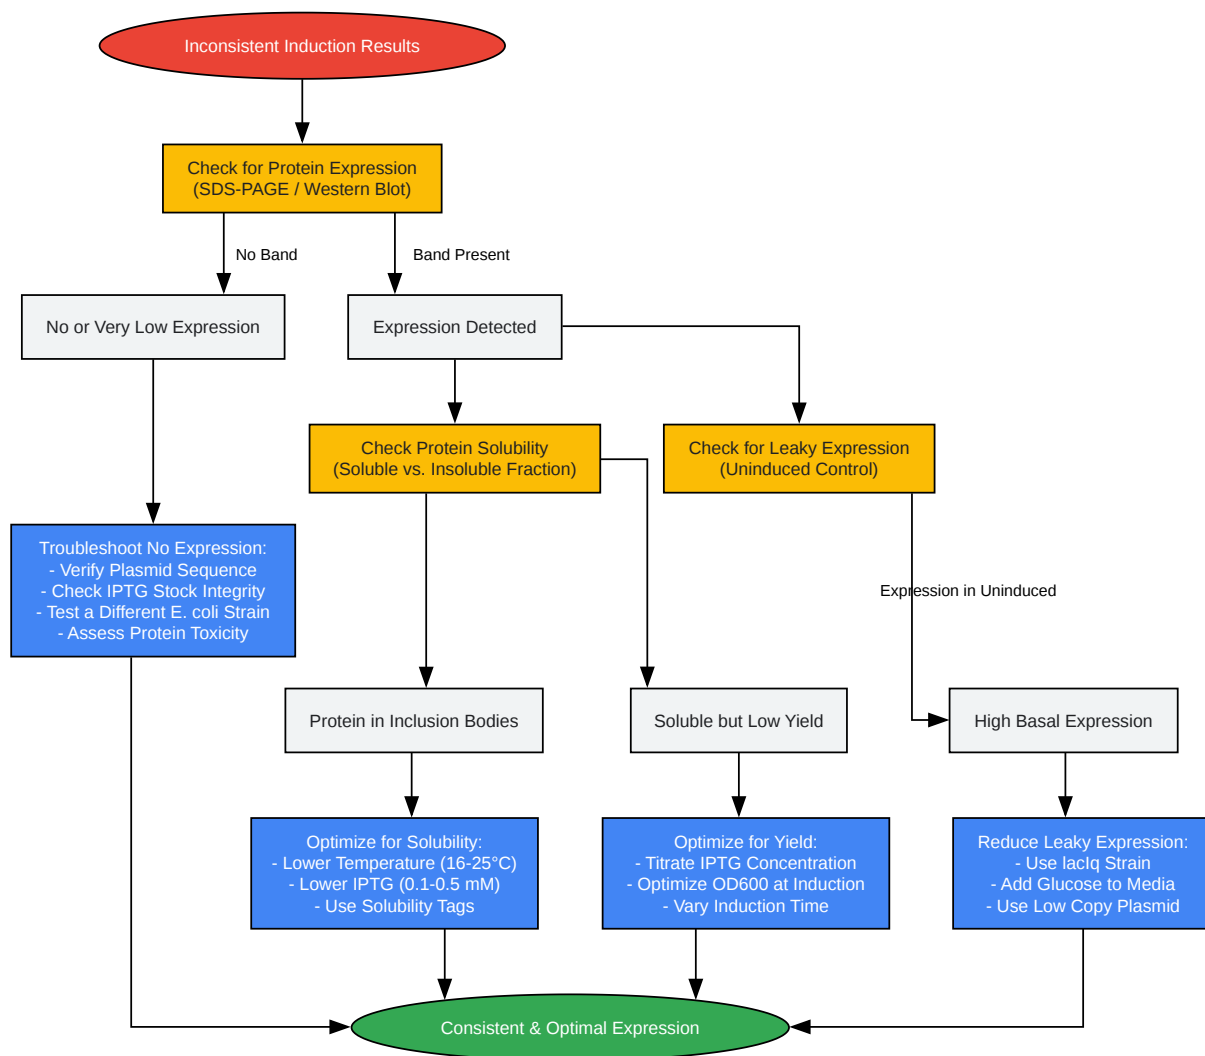 Inconsistent Induction Results
Check for Protein Expression
(SDS-PAGE / Western Blot)
No Band
Band Present
No or Very Low Expression
Expression Detected
Check Protein Solubility
(Soluble vs. Insoluble Fraction)
Check for Leaky Expression
(Uninduced Control)
Troubleshoot No Expression:
- Verify Plasmid Sequence
- Check IPTG Stock Integrity
- Test a Different E. coli Strain
- Assess Protein Toxicity
Expression in Uninduced
Protein in Inclusion Bodies
Soluble but Low Yield
High Basal Expression
Optimize for Solubility:
- Lower Temperature (16-25°C)
- Lower IPTG (0.1-0.5 mM)
- Use Solubility Tags
Optimize for Yield:
- Titrate IPTG Concentration
- Optimize OD600 at Induction
- Vary Induction Time
Reduce Leaky Expression:
- Use lacIq Strain
- Add Glucose to Media
- Use Low Copy Plasmid
Consistent & Optimal Expression